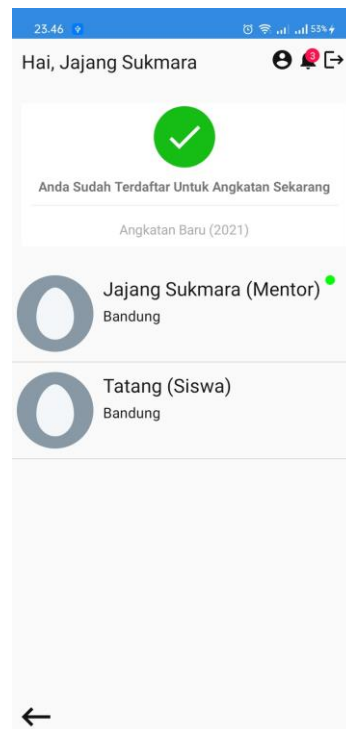 23.46
53%
Hai, Jajang Sukmara
3
Anda Sudah Terdaftar Untuk Angkatan Sekarang
Angkatan Baru (2021)
Jajang Sukmara (Mentor)
Bandung
Tatang (Siswa)
Bandung